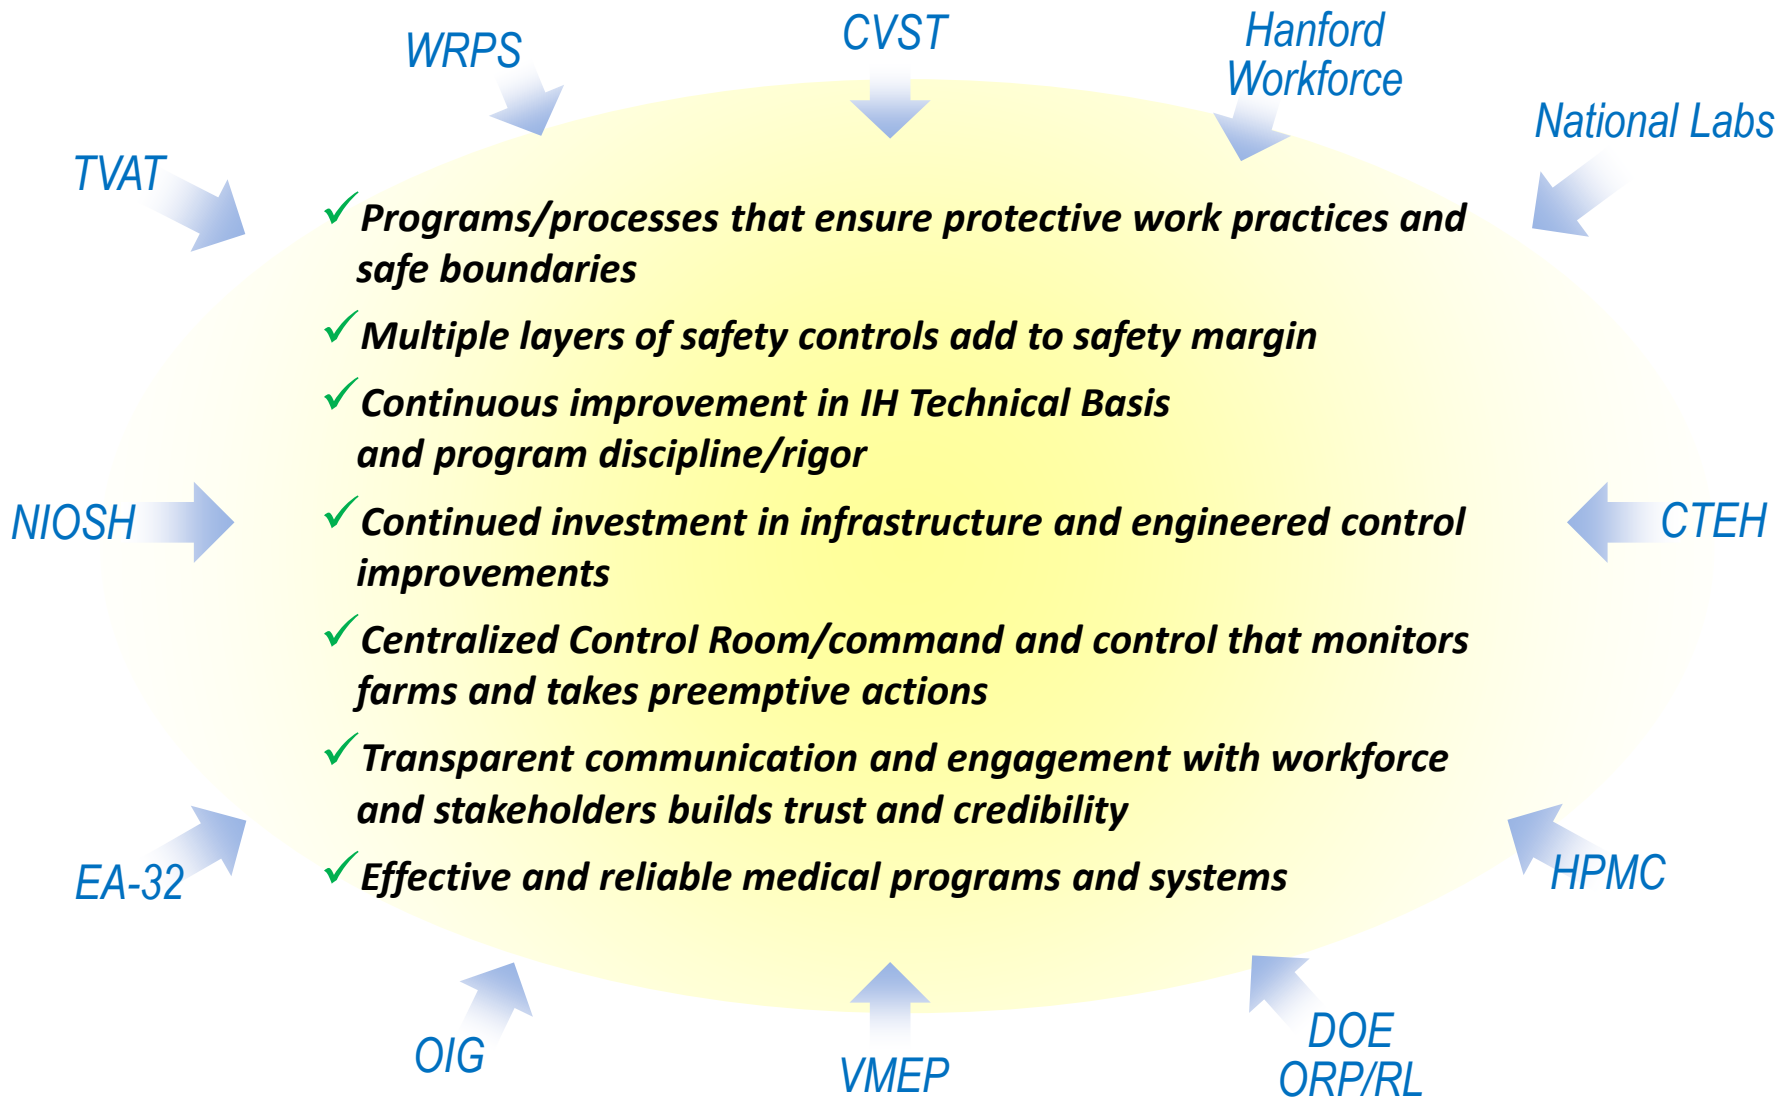 CVST
Hanford
Workforce
WRPS
National Labs
TVAT
✓Programs/processes that ensure protective work practices and
safe boundaries
✓Multiple layers of safety controls add to safety margin
✓Continuous improvement in IH Technical Basis
and program discipline/rigor
✓Continued investment in infrastructure and engineered control
improvements
NIOSH
CTEH
✓Centralized Control Room/command and control that monitors
farms and takes preemptive actions
✓Transparent communication and engagement with workforce
and stakeholders builds trust and credibility
✓Effective and reliable medical programs and systems
EA-32
HPMC
OIG
VMEP
DOE
ORP/RL